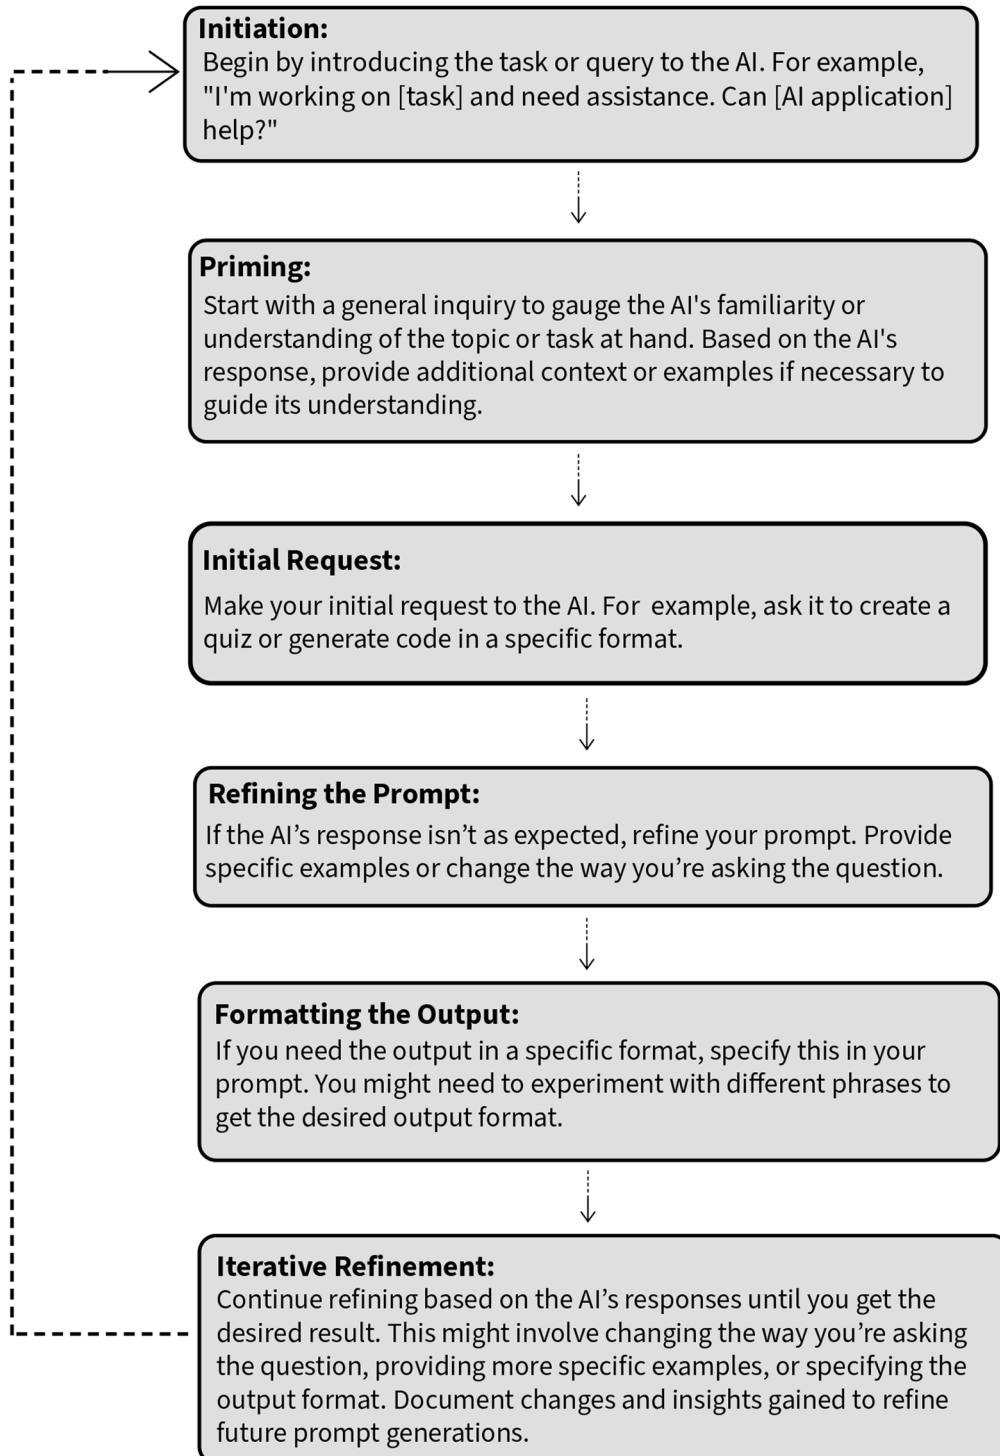 Initiation:
Begin by introducing the task or query to the AI. For example,
"I'm working on [task] and need assistance. Can [AI application]
help?"
Priming:
Start with a general inquiry to gauge the AI's familiarity or
understanding of the topic or task at hand. Based on the AI's
response, provide additional context or examples if necessary to
guide its understanding.
Initial Request:
Make your initial request to the AI. For  example, ask it to create a
quiz or generate code in a specific format.
Refining the Prompt:
If the AI’s response isn’t as expected, refine your prompt. Provide
specific examples or change the way you’re asking the question.
Formatting the Output:
If you need the output in a specific format, specify this in your
prompt. You might need to experiment with different phrases to
get the desired output format.
Iterative Refinement:
Continue refining based on the AI’s responses until you get the
desired result. This might involve changing the way you’re asking
the question, providing more specific examples, or specifying the
output format. Document changes and insights gained to refine
future prompt generations.